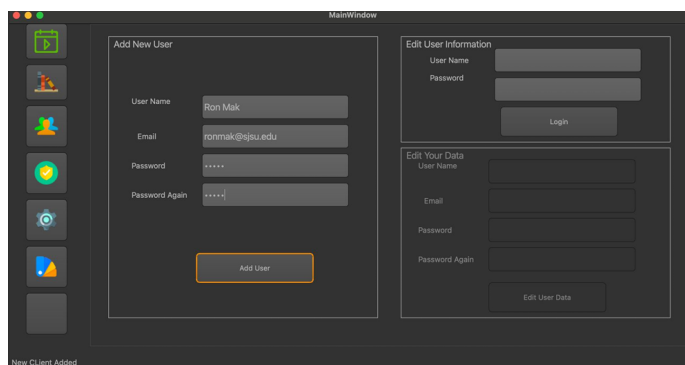 MainWindow
Add New User
User Name
Ron Mak
Email
ronmak@sjsu.edu
Password
•••••
Password Again
•••••
Add User
Edit User Information
User Name
Password
Login
Edit Your Data
User Name
Email
Password
Password Again
Edit User Data
New CLient Added